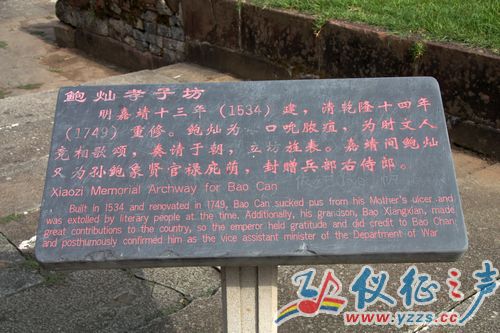 鲍灿孝子坊
明嘉靖十三年（1534）建，清乾隆十四年
（1749）重修。鲍灿为 口吮脓疽，为时文人
竞相歌颂，奏请于朝，立坊旌表。嘉靖间鲍灿
又为孙鲍象贤官禄庇荫，封赠兵部右侍郎。
Xiaozi Memorial Archway for Bao Can
Built in 1534 and renovated in 1749, Bao Can sucked pus from his Mother's ulcer and
was extolled by literary people at the time. Additionally, his grandson, Bao Xiangxian, made
great contributions to the country, so the emperor held gratitude and did credit to Bao Chan
and posthumously confirmed him as the vice assistant minister of the Department of War
仪征之声
www.yzzs.cc